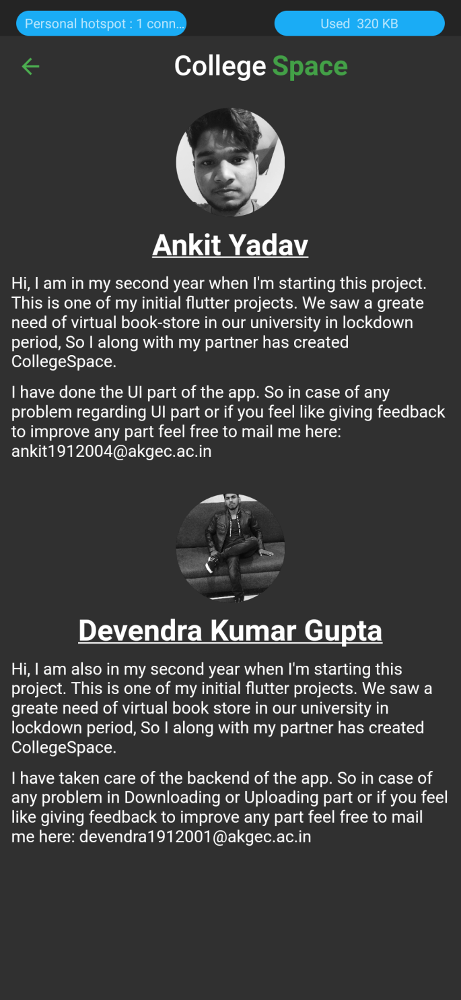 Personal hotspot : 1 conn...
Used 320 KB
College Space
Ankit Yadav
Hi, I am in my second year when I'm starting this project.
This is one of my initial flutter projects. We saw a greate
need of virtual book-store in our university in lockdown
period, So I along with my partner has created
CollegeSpace.
I have done the UI part of the app. So in case of any
problem regarding UI part or if you feel like giving feedback
to improve any part feel free to mail me here:
ankit1912004@akgec.ac.in
Devendra Kumar Gupta
Hi, I am also in my second year when I'm starting this
project. This is one of my initial flutter projects. We saw a
greate need of virtual book store in our university in
lockdown period, So I along with my partner has created
CollegeSpace.
I have taken care of the backend of the app. So in case of
any problem in Downloading or Uploading part or if you feel
like giving feedback to improve any part feel free to mail
me here: devendra1912001@akgec.ac.in